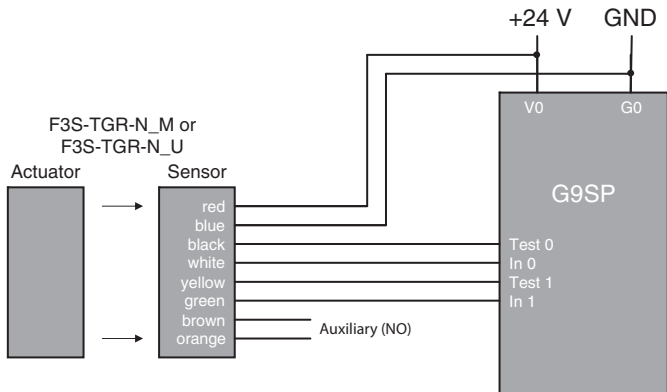 +24 V GND
V0 G0
F3S-TGR-N_M or
F3S-TGR-N_U
Actuator Sensor
G9SP
red
blue
black Test 0
white In 0
yellow Test 1
green In 1
brown
Auxiliary (NO)
orange